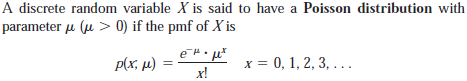 A discrete random variable X is said to have a Poisson distribution with
parameter μ (μ > 0) if the pmf of X is
p(x; μ) = e^{-μ} · μ^x / x!    x = 0, 1, 2, 3, . . .